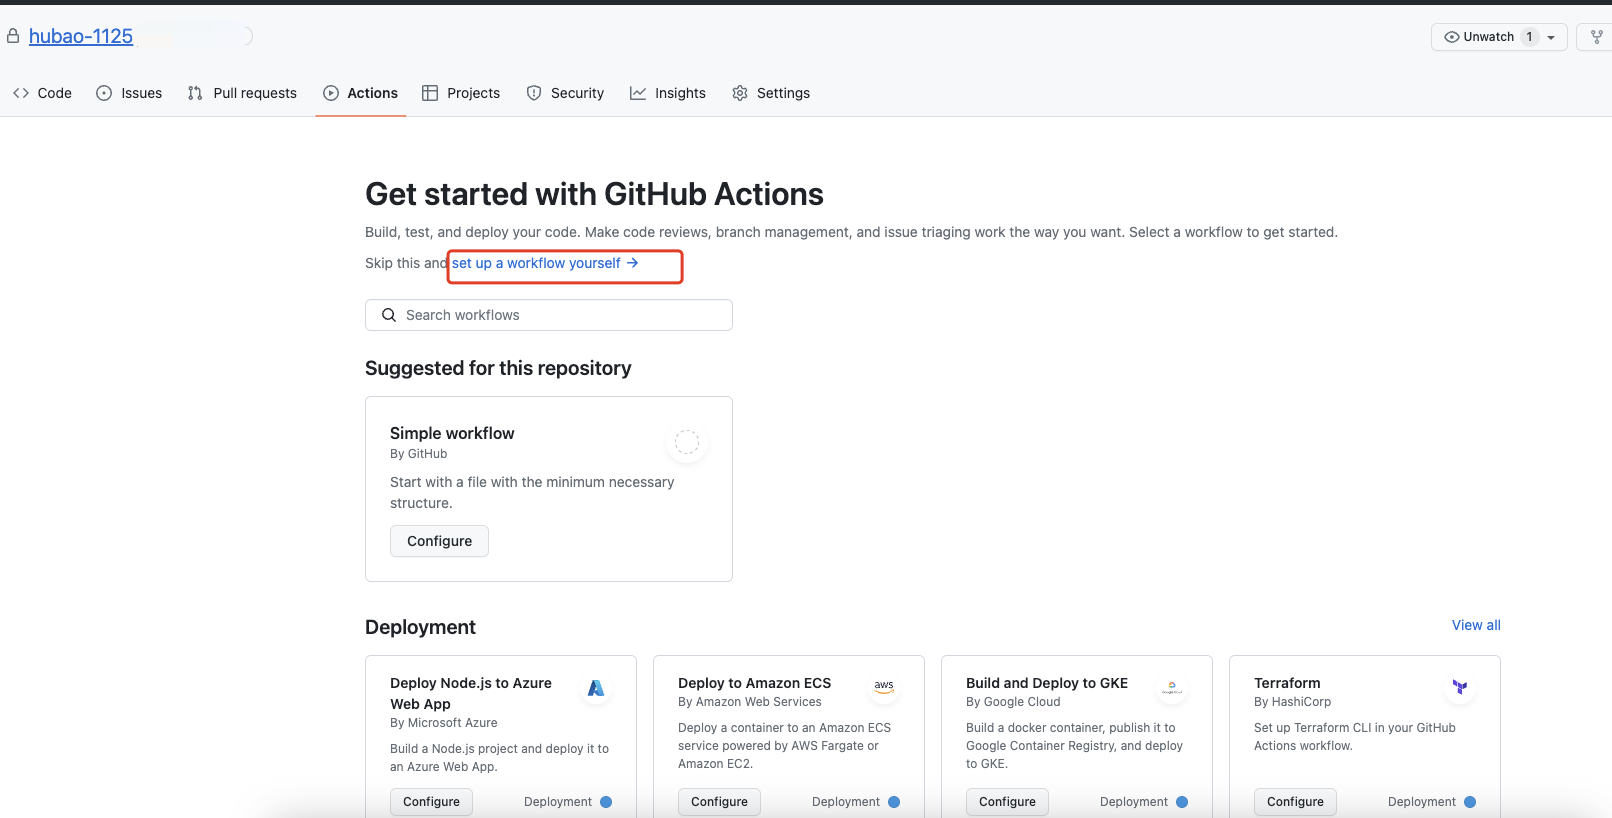 hubao-1125
Unwatch 1
Code Issues Pull requests Actions Projects Security Insights Settings
Get started with GitHub Actions
Build, test, and deploy your code. Make code reviews, branch management, and issue triaging work the way you want. Select a workflow to get started.
Skip this and set up a workflow yourself →
Search workflows
Suggested for this repository
Simple workflow
By GitHub
Start with a file with the minimum necessary
structure.
Configure
Deployment
View all
Deploy Node.js to Azure
Web App
By Microsoft Azure
Build a Node.js project and deploy it to
an Azure Web App.
Configure
Deployment
Deploy to Amazon ECS
aws
By Amazon Web Services
Deploy a container to an Amazon ECS
service powered by AWS Fargate or
Amazon EC2.
Configure
Deployment
Build and Deploy to GKE
By Google Cloud
Build a docker container, publish it to
Google Container Registry, and deploy
to GKE.
Configure
Deployment
Terraform
By HashiCorp
Set up Terraform CLI in your GitHub
Actions workflow.
Configure
Deployment